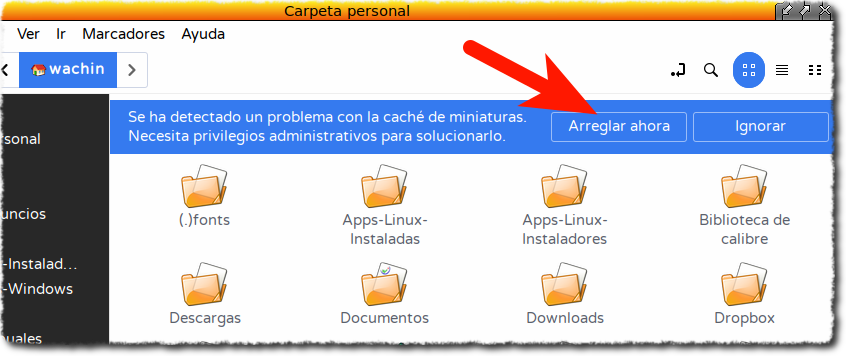 Carpeta personal
Ver Ir Marcadores Ayuda
wachin
Se ha detectado un problema con la caché de miniaturas.
Necesita privilegios administrativos para solucionarlo.
Arreglar ahora
Ignorar
rsonal
uncios
-Instalad...
-Windows
uales
(.)fonts
Apps-Linux-
Instaladas
Apps-Linux-
Instaladores
Biblioteca de
calibre
Descargas
Documentos
Downloads
Dropbox